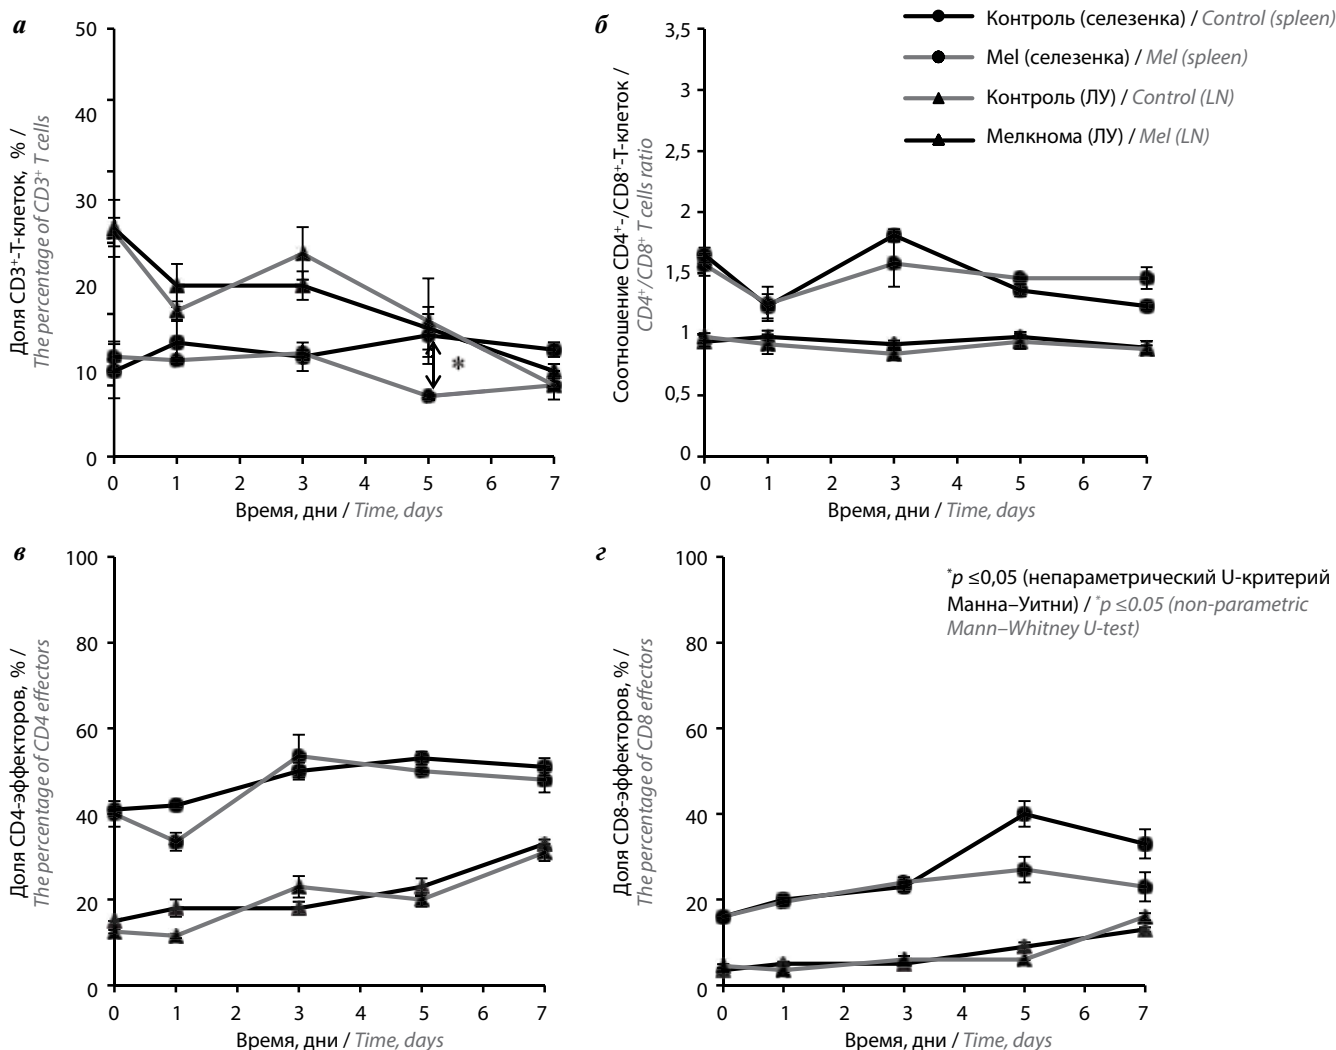 а
Доля CD3⁺-Т-клеток, % /
The percentage of CD3⁺ T cells
50
40
30
20
10
0
0 1 2 3 4 5 6 7
*
Время, дни / Time, days
б
Соотношение CD4⁺-/CD8⁺-Т-клеток /
CD4⁺/CD8⁺ T cells ratio
3,5
3
2,5
2
1,5
1
0,5
0
0 1 2 3 4 5 6 7
Время, дни / Time, days
Контроль (селезенка) / Control (spleen)
Mel (селезенка) / Mel (spleen)
Контроль (ЛУ) / Control (LN)
Мелкнома (ЛУ) / Mel (LN)
в
Доля CD4-эффекторов, % /
The percentage of CD4 effectors
100
80
60
40
20
0
0 1 2 3 4 5 6 7
Время, дни / Time, days
г
Доля CD8-эффекторов, % /
The percentage of CD8 effectors
100
80
60
40
20
0
0 1 2 3 4 5 6 7
Время, дни / Time, days
*p ≤0,05 (непараметрический U-критерий
Манна–Уитни) / *p ≤0.05 (non-parametric
Mann–Whitney U-test)